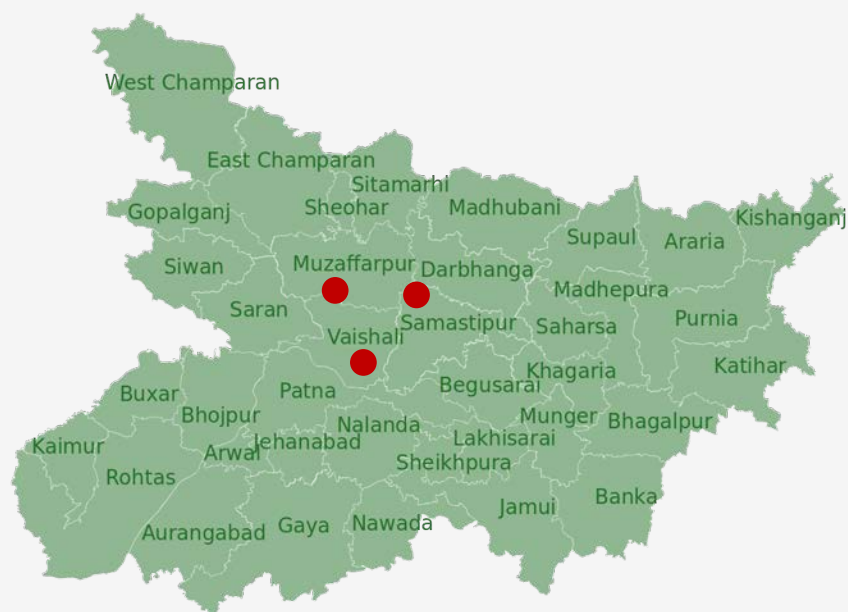 West Champaran
East Champaran
Sitamarhi
Sheohar
Madhubani
Gopalganj
Kishanganj
Supaul
Araria
Siwan
Muzaffarpur
Darbhanga
Madhepura
Saran
Samastipur
Saharsa
Purnia
Vaishali
Khagaria
Katihar
Buxar
Patna
Begusarai
Bhojpur
Nalanda
Munger
Bhagalpur
Kaimur
Arwal
Jehanabad
Lakhisarai
Sheikhpura
Rohtas
Jamui
Banka
Aurangabad
Gaya
Nawada